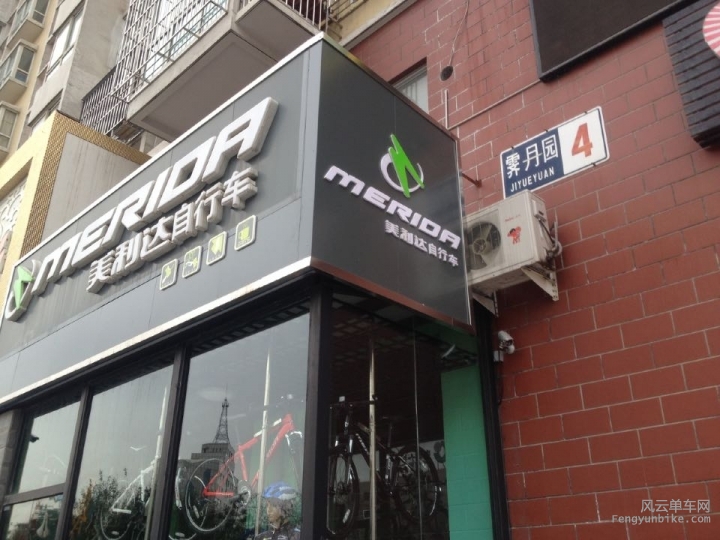 MERIDA
美利达自行车
MERIDA
美利达自行车
霁月园
JIYUEYUAN
4
风云单车网
Fengyunbike.com